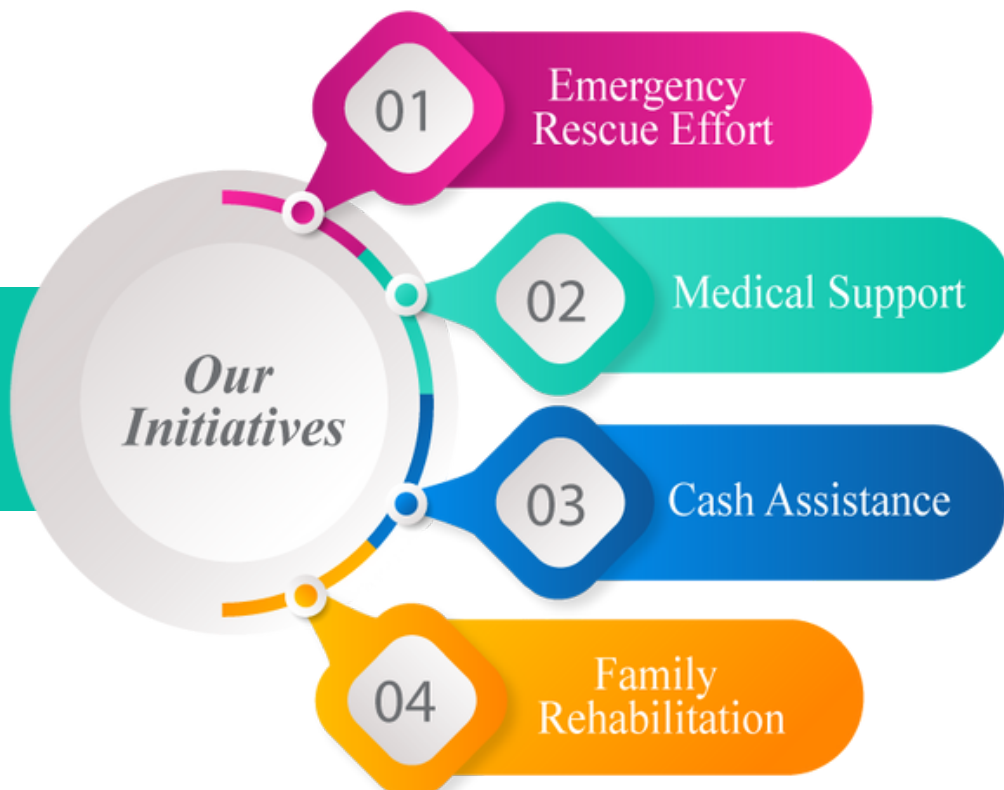 Our
Initiatives
01
Emergency
Rescue Effort
02
Medical Support
03
Cash Assistance
04
Family
Rehabilitation